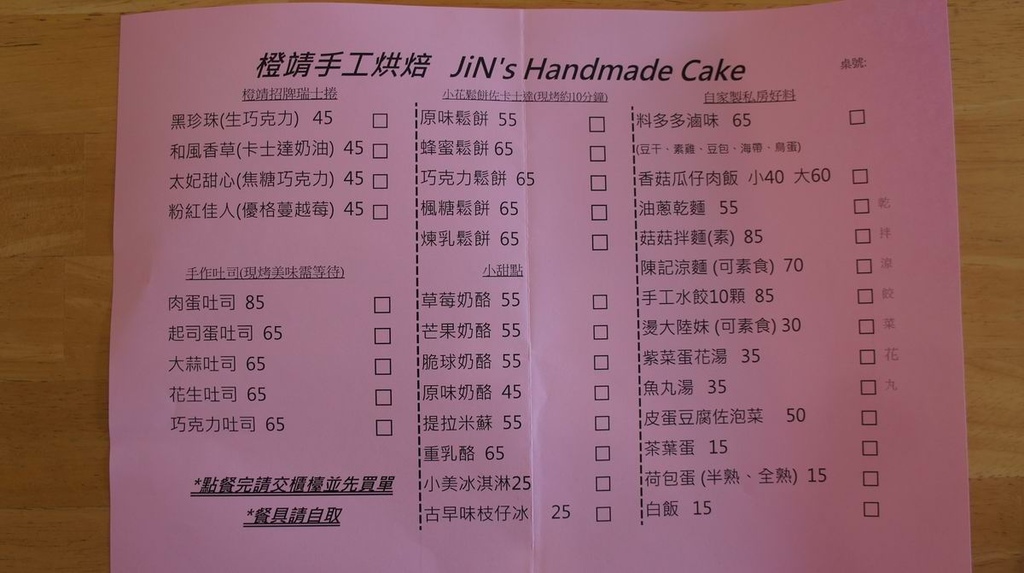 橙靖手工烘焙 JiN's Handmade Cake
桌號:
橙靖招牌瑞士捲
黑珍珠(生巧克力) 45 □
和風香草(卡士達奶油) 45 □
太妃甜心(焦糖巧克力) 45 □
粉紅佳人(優格蔓越莓) 45 □
手作吐司(現烤美味需等待)
肉蛋吐司 85 □
起司蛋吐司 65 □
大蒜吐司 65 □
花生吐司 65 □
巧克力吐司 65 □
*點餐完請交櫃檯並先買單
*餐具請自取
小花鬆餅佐卡士達(現烤約10分鐘)
原味鬆餅 55 □
蜂蜜鬆餅 65 □
巧克力鬆餅 65 □
楓糖鬆餅 65 □
煉乳鬆餅 65 □
小甜點
草莓奶酪 55 □
芒果奶酪 55 □
脆球奶酪 55 □
原味奶酪 45 □
提拉米蘇 55 □
重乳酪 65 □
小美冰淇淋25 □
古早味枝仔冰 25 □
自家製私房好料
料多多滷味 65 □
(豆干、素雞、豆包、海帶、鳥蛋)
香菇瓜仔肉飯 小40 大60 □
油蔥乾麵 55 □ 乾
菇菇拌麵(素) 85 □ 拌
陳記涼麵 (可素食) 70 □ 涼
手工水餃10顆 85 □ 餃
燙大陸妹 (可素食) 30 □ 菜
紫菜蛋花湯 35 □ 花
魚丸湯 35 □ 丸
皮蛋豆腐佐泡菜 50 □
茶葉蛋 15 □
荷包蛋 (半熟、全熟) 15 □
白飯 15 □